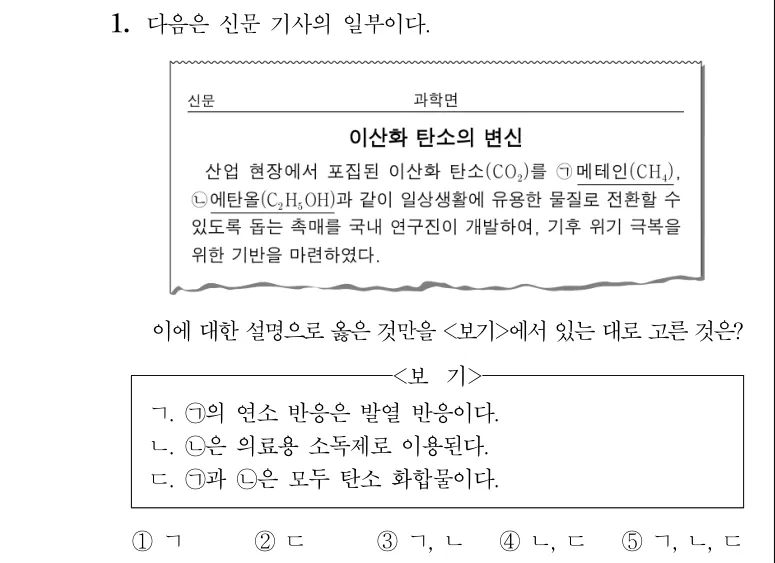 1. 다음은 신문 기사의 일부이다.
신문 과학면
이산화 탄소의 변신
산업 현장에서 포집된 이산화 탄소(CO₂)를 ㉠메테인(CH₄),
㉡에탄올(C₂H₅OH)과 같이 일상생활에 유용한 물질로 전환할 수
있도록 돕는 촉매를 국내 연구진이 개발하여, 기후 위기 극복을
위한 기반을 마련하였다.
이에 대한 설명으로 옳은 것만을 <보기>에서 있는 대로 고른 것은?
<보 기>
ㄱ. ㉠의 연소 반응은 발열 반응이다.
ㄴ. ㉡은 의료용 소독제로 이용된다.
ㄷ. ㉠과 ㉡은 모두 탄소 화합물이다.
① ㄱ ② ㄷ ③ ㄱ, ㄴ ④ ㄴ, ㄷ ⑤ ㄱ, ㄴ, ㄷ